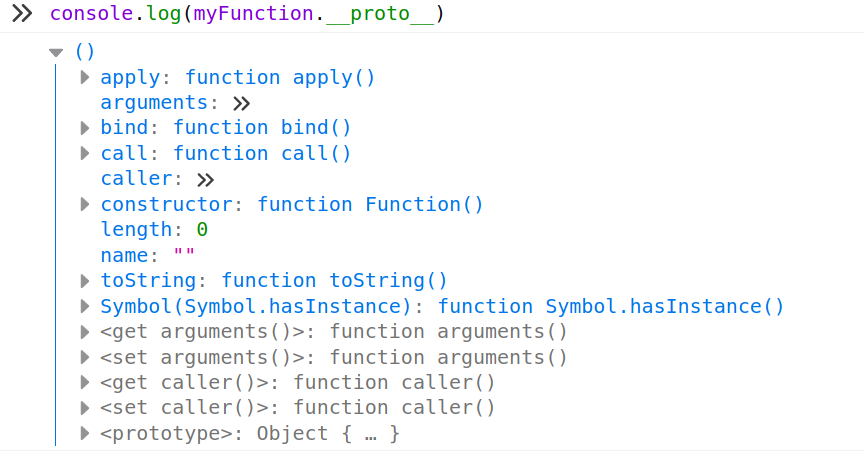 >> console.log(myFunction.__proto__)
()
apply: function apply()
arguments: >>
bind: function bind()
call: function call()
caller: >>
constructor: function Function()
length: 0
name: ""
toString: function toString()
Symbol(Symbol.hasInstance): function Symbol.hasInstance()
<get arguments()>: function arguments()
<set arguments()>: function arguments()
<get caller()>: function caller()
<set caller()>: function caller()
<prototype>: Object { … }